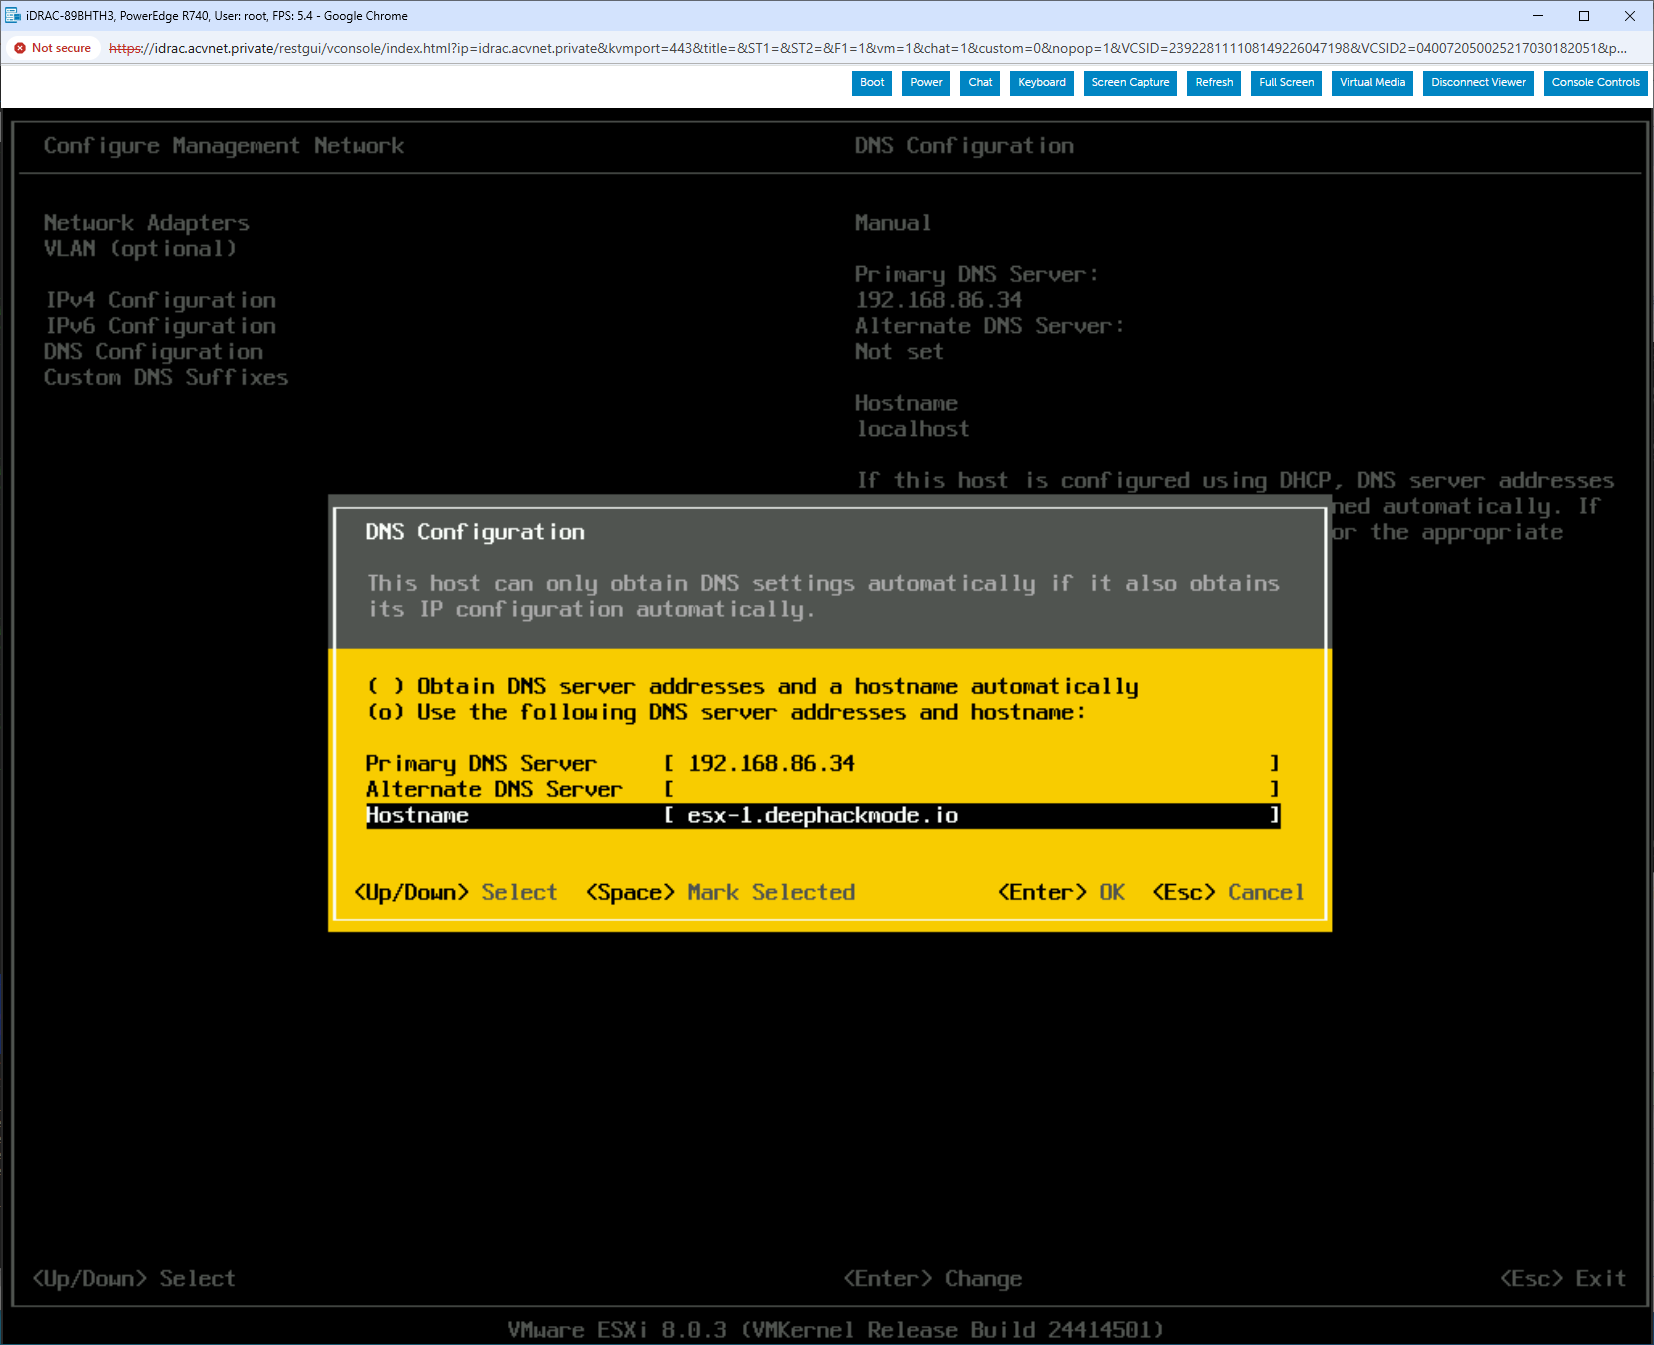 iDRAC-89BHTH3, PowerEdge R740, User: root, FPS: 5.4 - Google Chrome
Not secure https://idrac.acvnet.private/restgui/vconsole/index.html?ip=idrac.acvnet.private&kvmport=443&title=&ST1=&ST2=&F1=1&vm=1&chat=1&custom=0&nopop=1&VCSID=239228111108149226047198&VCSID2=040072050025217030182051&p...
Boot Power Chat Keyboard Screen Capture Refresh Full Screen Virtual Media Disconnect Viewer Console Controls
Configure Management Network DNS Configuration
Network Adapters Manual
VLAN (optional)
Primary DNS Server:
IPv4 Configuration 192.168.86.34
IPv6 Configuration Alternate DNS Server:
DNS Configuration Not set
Custom DNS Suffixes
Hostname
localhost
If this host is configured using DHCP, DNS server addresses
ned automatically. If
or the appropriate
DNS Configuration
This host can only obtain DNS settings automatically if it also obtains
its IP configuration automatically.
( ) Obtain DNS server addresses and a hostname automatically
(o) Use the following DNS server addresses and hostname:
Primary DNS Server [ 192.168.86.34 ]
Alternate DNS Server [ ]
Hostname [ esx-1.deephackmode.io ]
<Up/Down> Select <Space> Mark Selected <Enter> OK <Esc> Cancel
<Up/Down> Select <Enter> Change <Esc> Exit
VMware ESXi 8.0.3 (VMKernel Release Build 24414501)